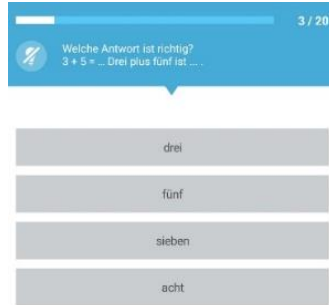 3 / 20
Welche Antwort ist richtig?
3 + 5 = ... Drei plus fünf ist ... .
drei
fünf
sieben
acht